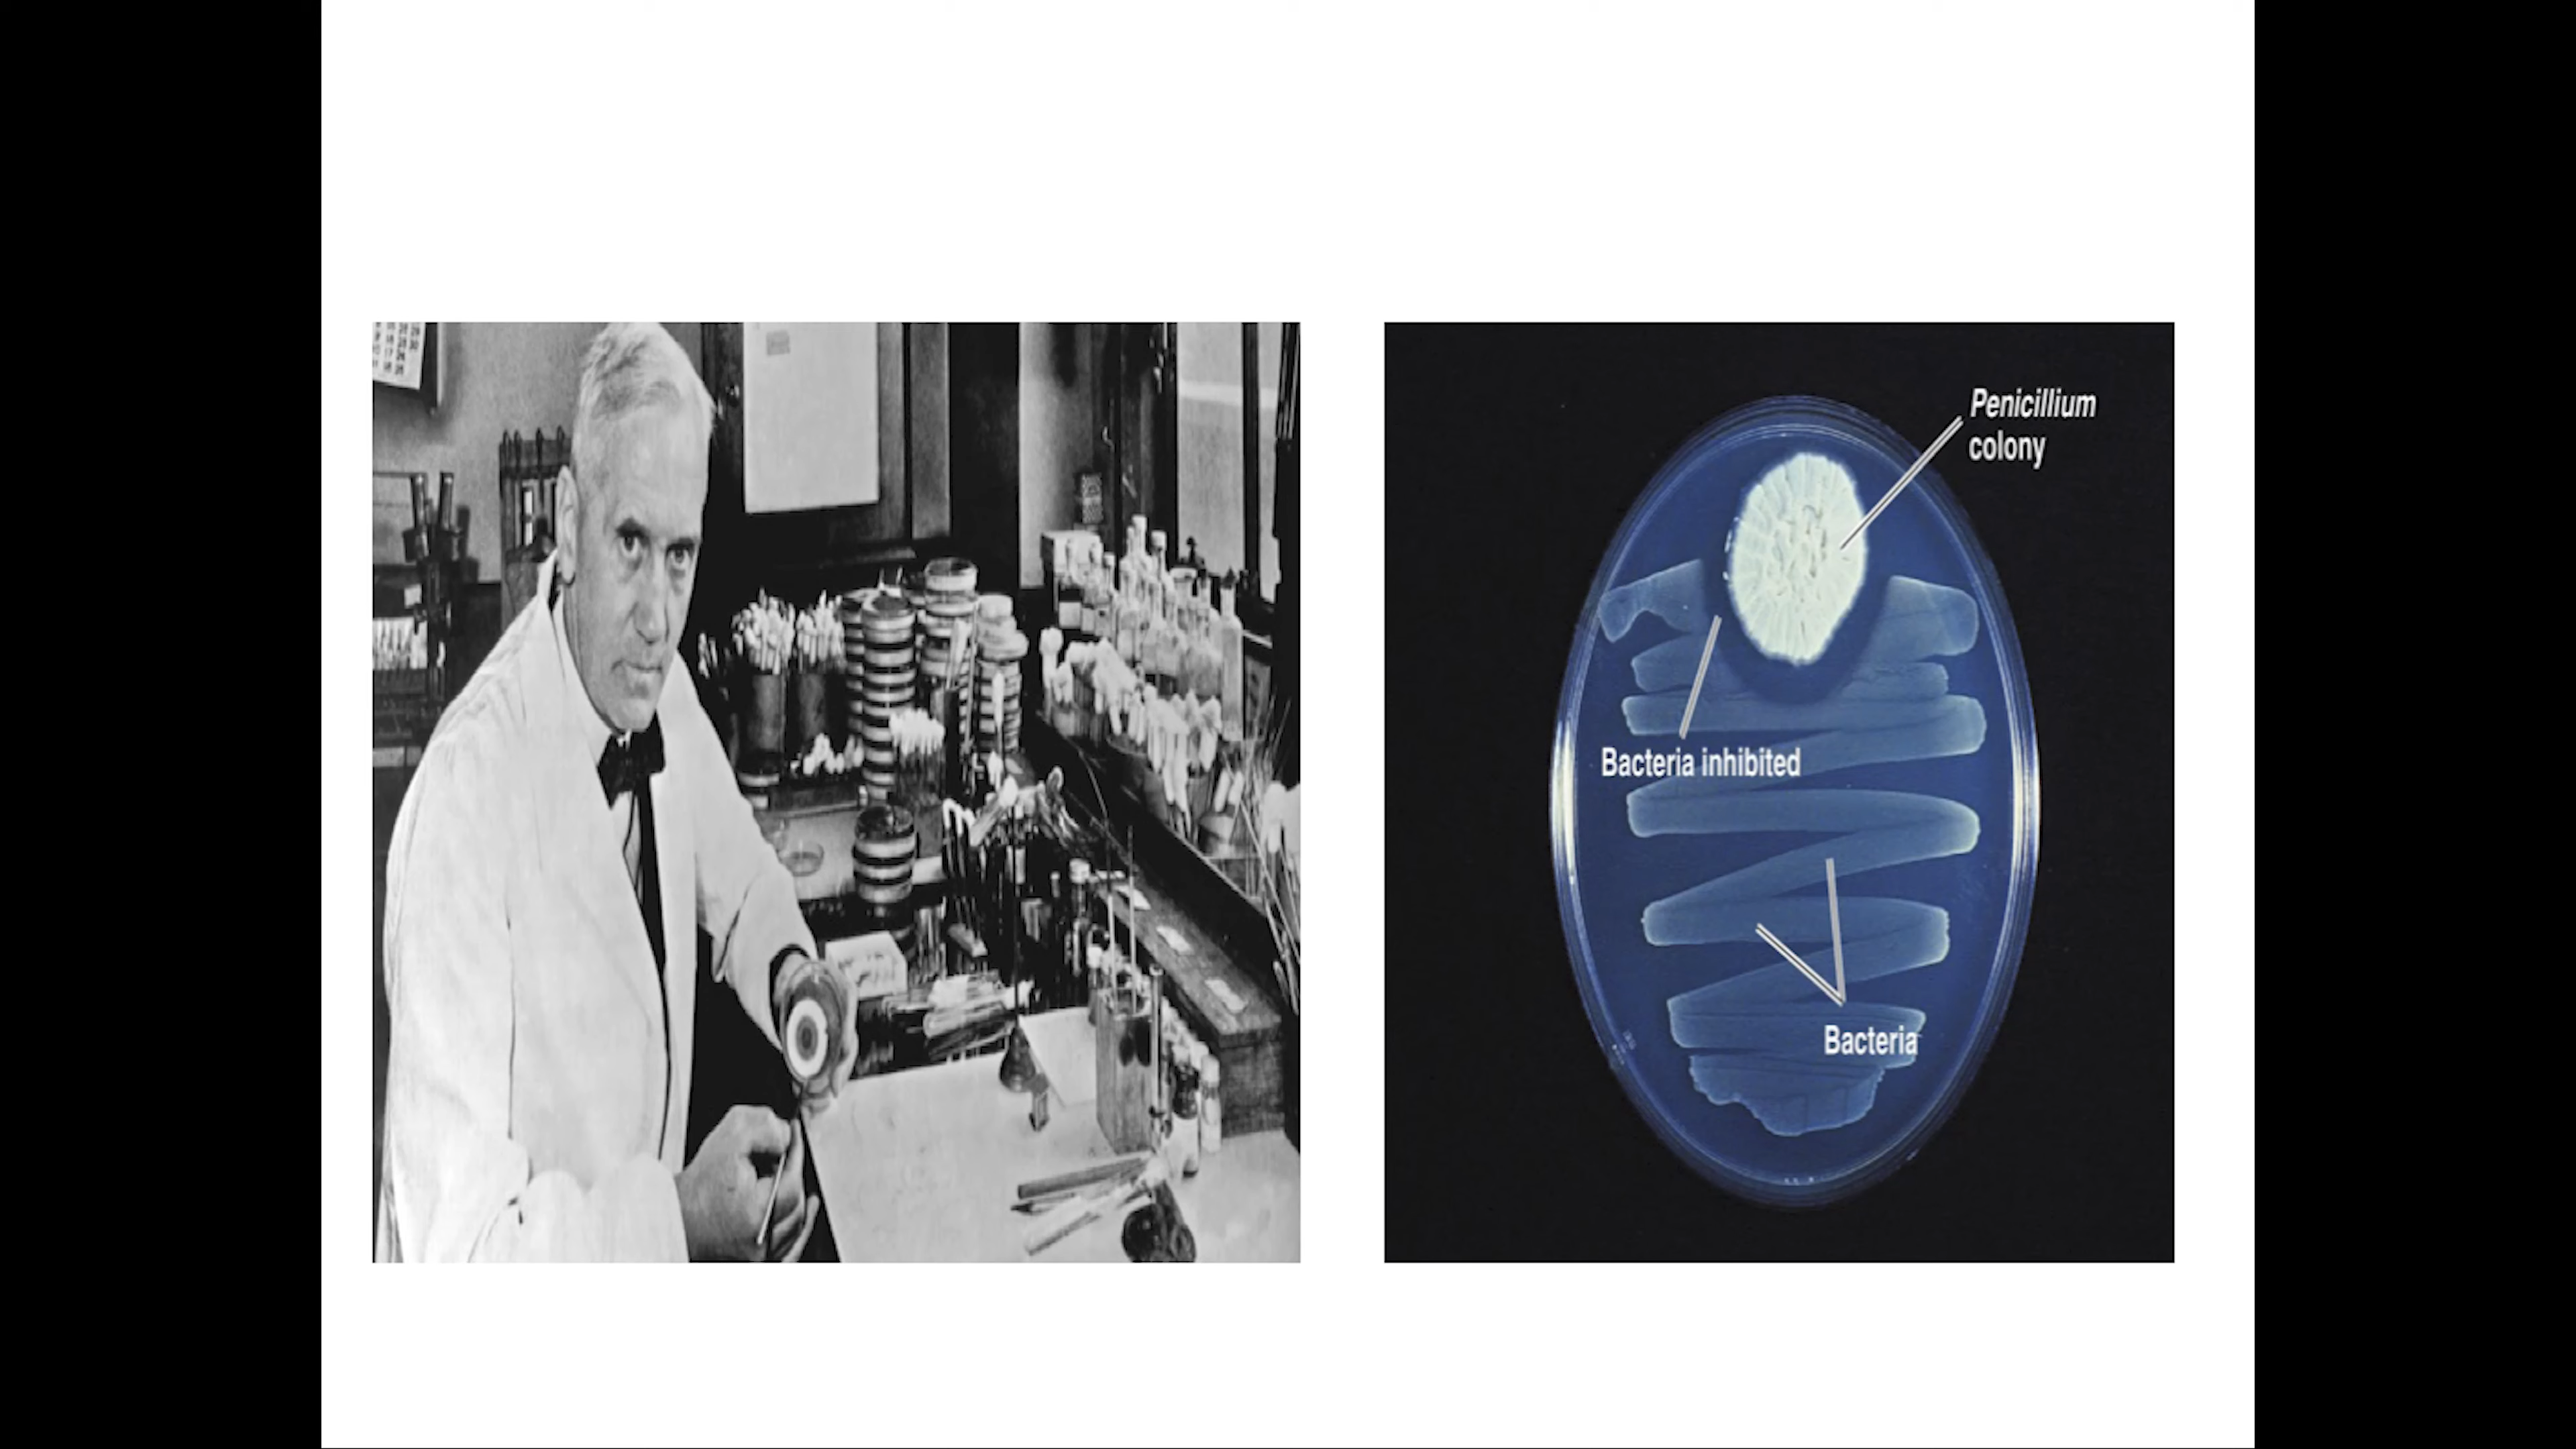 Penicillium
colony
Bacteria inhibited
Bacteria